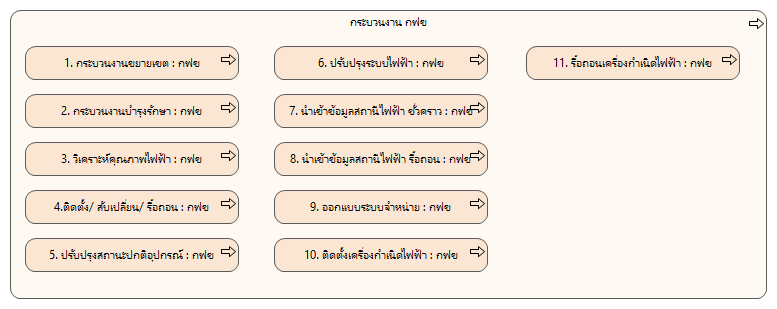 กระบวนงาน กฟข
1. กระบวนงานขยายเขต : กฟข
2. กระบวนงานบำรุงรักษา : กฟข
3. วิเคราะห์คุณภาพไฟฟ้า : กฟข
4.ติดตั้ง/ สับเปลี่ยน/ รื้อถอน : กฟข
5. ปรับปรุงสถานะปกติอุปกรณ์ : กฟข
6. ปรับปรุงระบบไฟฟ้า : กฟข
7. นำเข้าข้อมูลสถานีไฟฟ้า ชั่วคราว : กฟข
8. นำเข้าข้อมูลสถานีไฟฟ้า รื้อถอน : กฟข
9. ออกแบบระบบจำหน่าย : กฟข
10. ติดตั้งเครื่องกำเนิดไฟฟ้า : กฟข
11. รื้อถอนเครื่องกำเนิดไฟฟ้า : กฟข